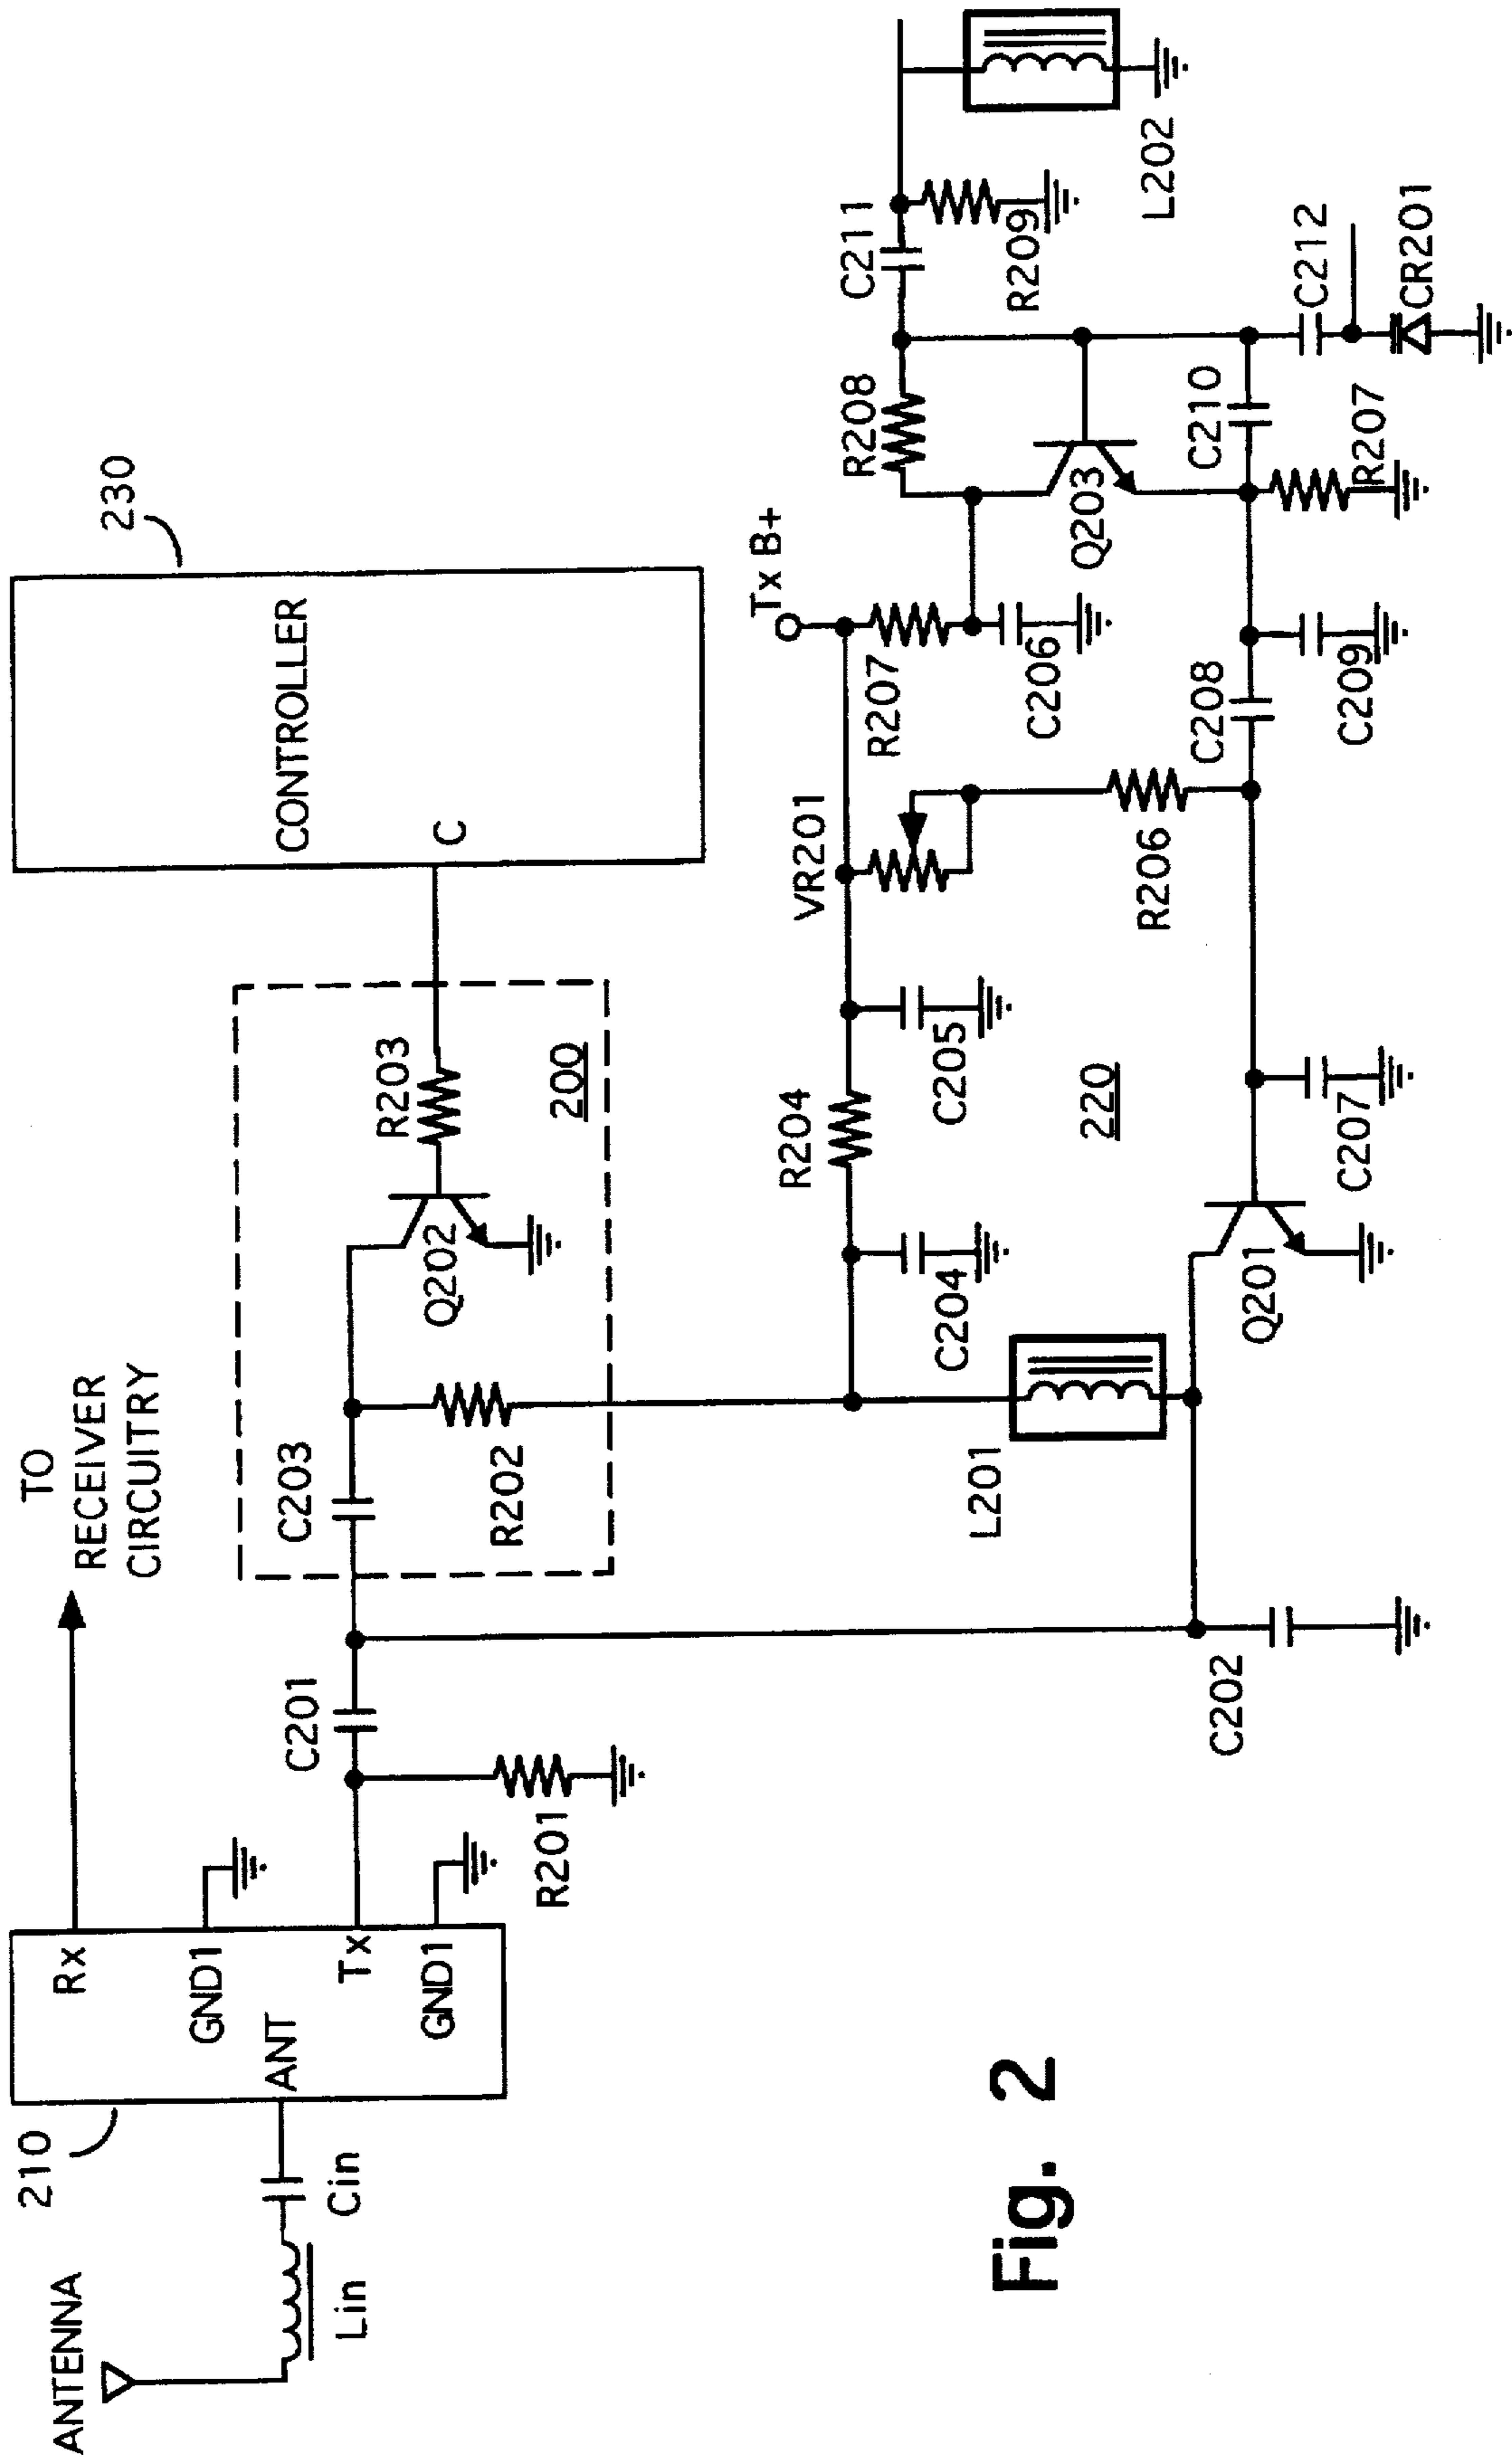 ANTENNA
Lin
Cin
210
Rx
GND1
ANT
Tx
GND1
TO
RECEIVER
CIRCUITRY
C201
R201
C203
R202
Q202
R203
200
CONTROLLER
C
230
C202
L201
C204
R204
C205
VR201
Tx B+
R207
C206
R208
C211
R209
L202
220
Q201
C207
R206
C208
C209
Q203
C210
R207
C212
CR201
Fig. 2